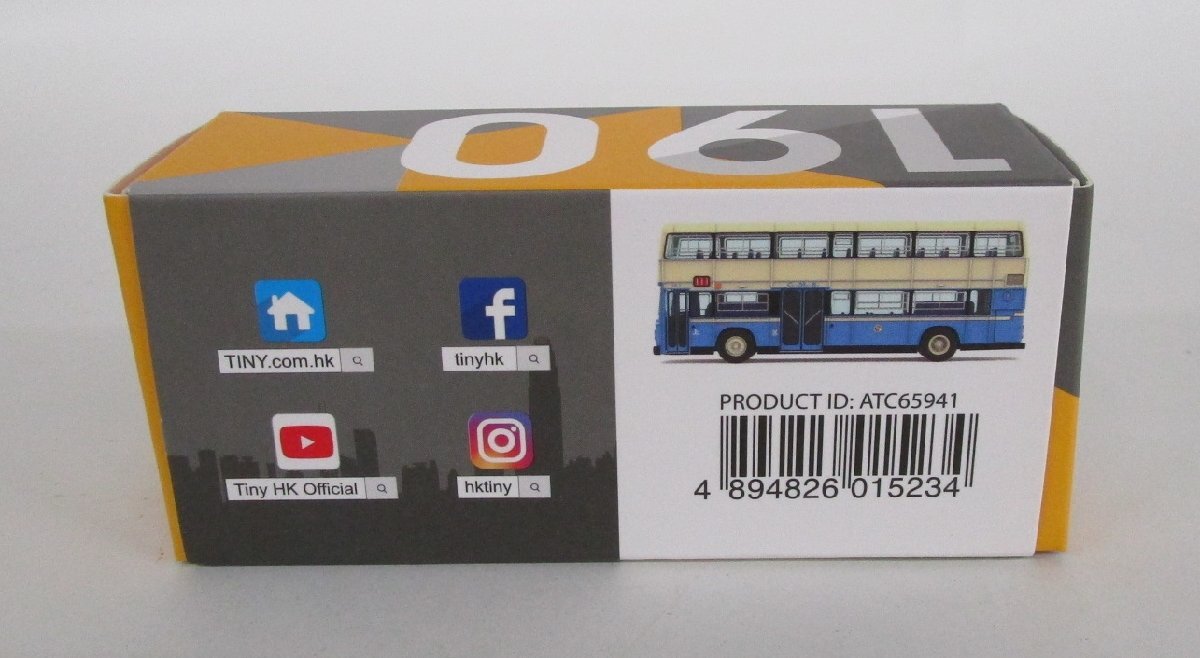 190
TINY.com.hk
tinyhk
Tiny HK Official
hktiny
PRODUCT ID: ATC65941
4 894826 015234